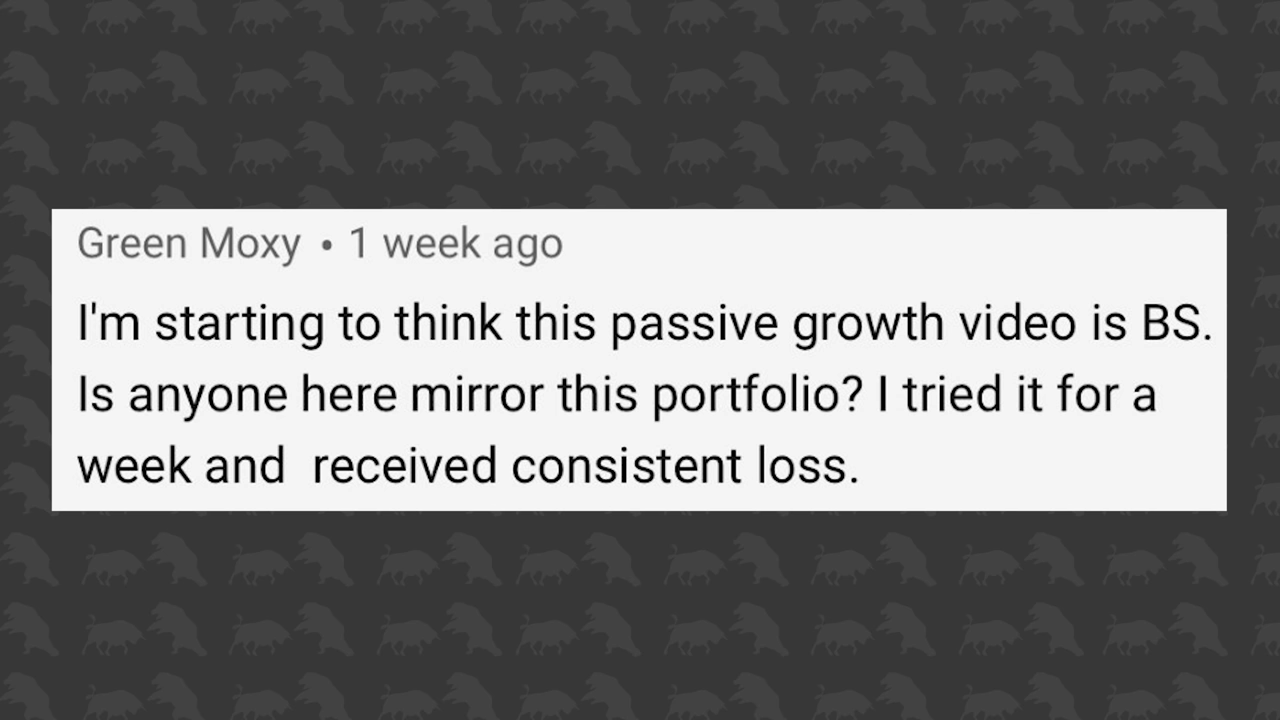 Green Moxy • 1 week ago
I'm starting to think this passive growth video is BS.
Is anyone here mirror this portfolio? I tried it for a
week and  received consistent loss.